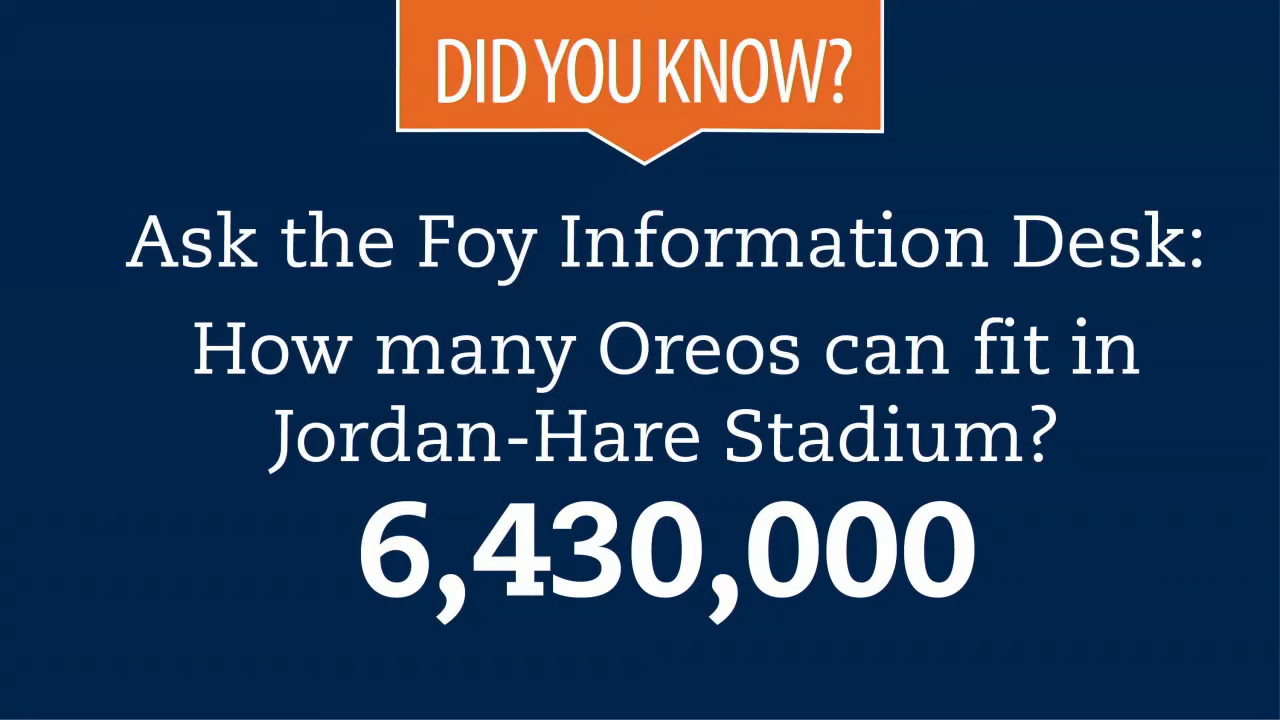 DID YOU KNOW?
Ask the Foy Information Desk:
How many Oreos can fit in
Jordan-Hare Stadium?
6,430,000